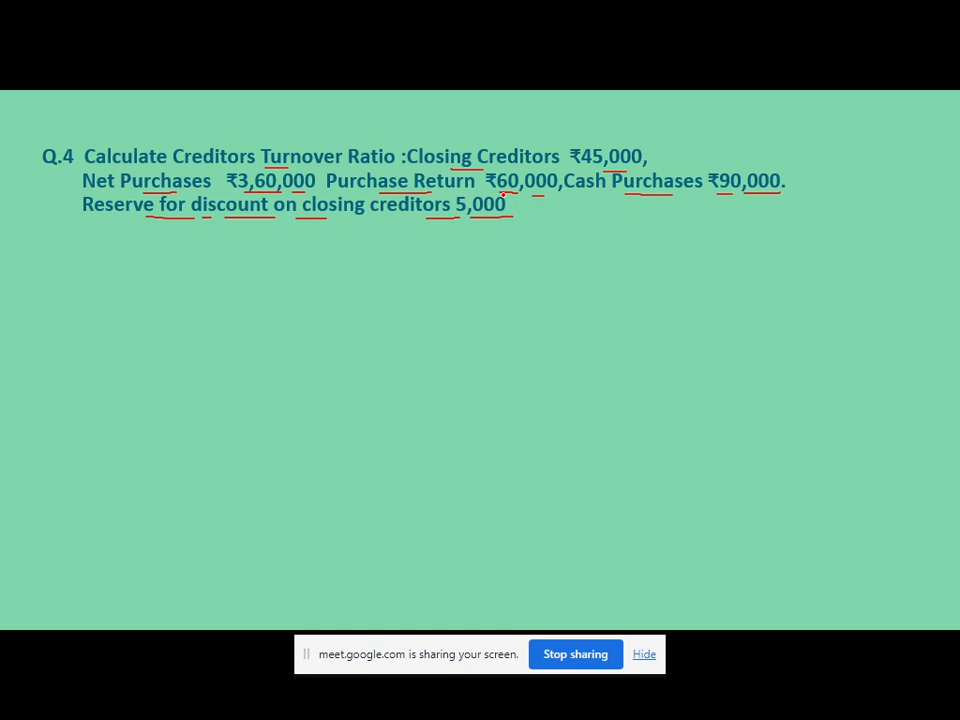 Q.4 Calculate Creditors Turnover Ratio :Closing Creditors ₹45,000,
Net Purchases ₹3,60,000 Purchase Return ₹60,000,Cash Purchases ₹90,000.
Reserve for discount on closing creditors 5,000
meet.google.com is sharing your screen. Stop sharing Hide